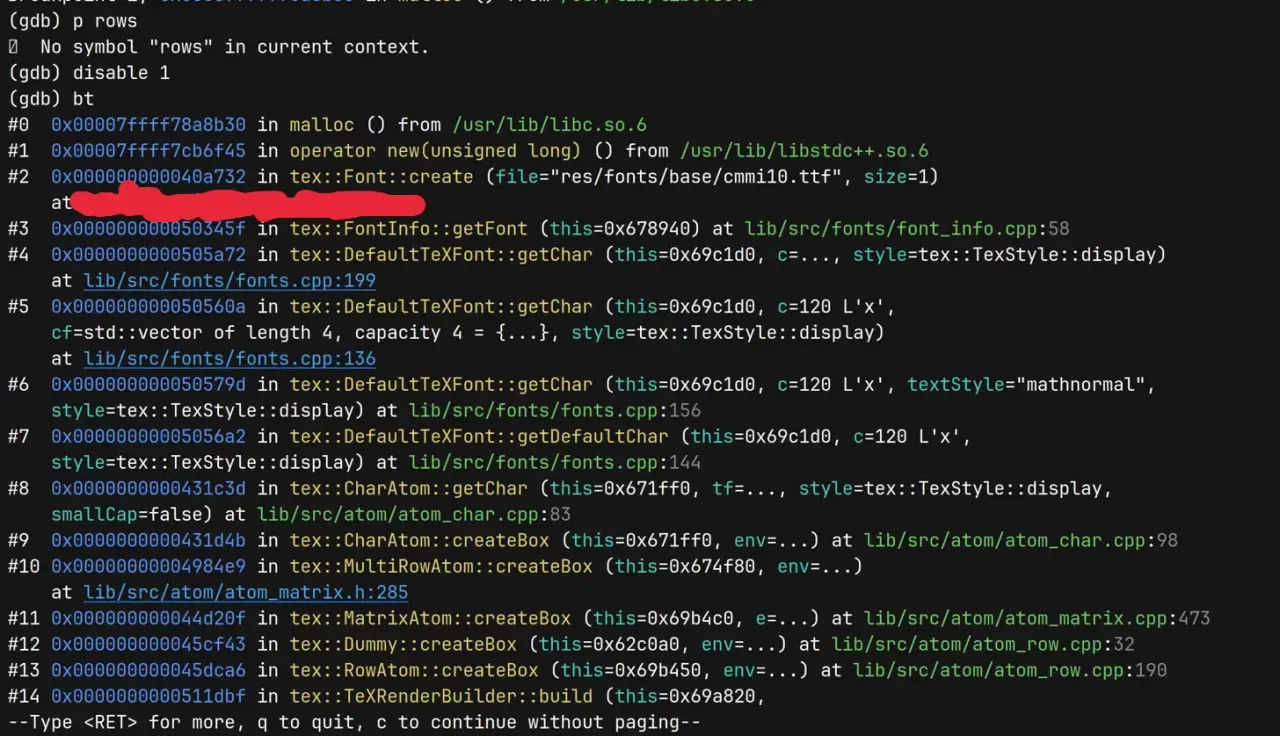 (gdb) p rows
No symbol "rows" in current context.
(gdb) disable 1
(gdb) bt
#0  0x00007ffff78a8b30 in malloc () from /usr/lib/libc.so.6
#1  0x00007ffff7cb6f45 in operator new(unsigned long) () from /usr/lib/libstdc++.so.6
#2  0x000000000040a732 in tex::Font::create (file="res/fonts/base/cmmi10.ttf", size=1)
    at
#3  0x000000000050345f in tex::FontInfo::getFont (this=0x678940) at lib/src/fonts/font_info.cpp:58
#4  0x0000000000505a72 in tex::DefaultTeXFont::getChar (this=0x69c1d0, c=..., style=tex::TexStyle::display)
    at lib/src/fonts/fonts.cpp:199
#5  0x000000000050560a in tex::DefaultTeXFont::getChar (this=0x69c1d0, c=120 L'x',
    cf=std::vector of length 4, capacity 4 = {...}, style=tex::TexStyle::display)
    at lib/src/fonts/fonts.cpp:136
#6  0x000000000050579d in tex::DefaultTeXFont::getChar (this=0x69c1d0, c=120 L'x', textStyle="mathnormal",
    style=tex::TexStyle::display) at lib/src/fonts/fonts.cpp:156
#7  0x00000000005056a2 in tex::DefaultTeXFont::getDefaultChar (this=0x69c1d0, c=120 L'x',
    style=tex::TexStyle::display) at lib/src/fonts/fonts.cpp:144
#8  0x0000000000431c3d in tex::CharAtom::getChar (this=0x671ff0, tf=..., style=tex::TexStyle::display,
    smallCap=false) at lib/src/atom/atom_char.cpp:83
#9  0x0000000000431d4b in tex::CharAtom::createBox (this=0x671ff0, env=...) at lib/src/atom/atom_char.cpp:98
#10 0x00000000004984e9 in tex::MultiRowAtom::createBox (this=0x674f80, env=...)
    at lib/src/atom/atom_matrix.h:285
#11 0x000000000044d20f in tex::MatrixAtom::createBox (this=0x69b4c0, e=...) at lib/src/atom/atom_matrix.cpp:473
#12 0x000000000045cf43 in tex::Dummy::createBox (this=0x62c0a0, env=...) at lib/src/atom/atom_row.cpp:32
#13 0x000000000045dca6 in tex::RowAtom::createBox (this=0x69b450, env=...) at lib/src/atom/atom_row.cpp:190
#14 0x0000000000511dbf in tex::TeXRenderBuilder::build (this=0x69a820,
--Type <RET> for more, q to quit, c to continue without paging--